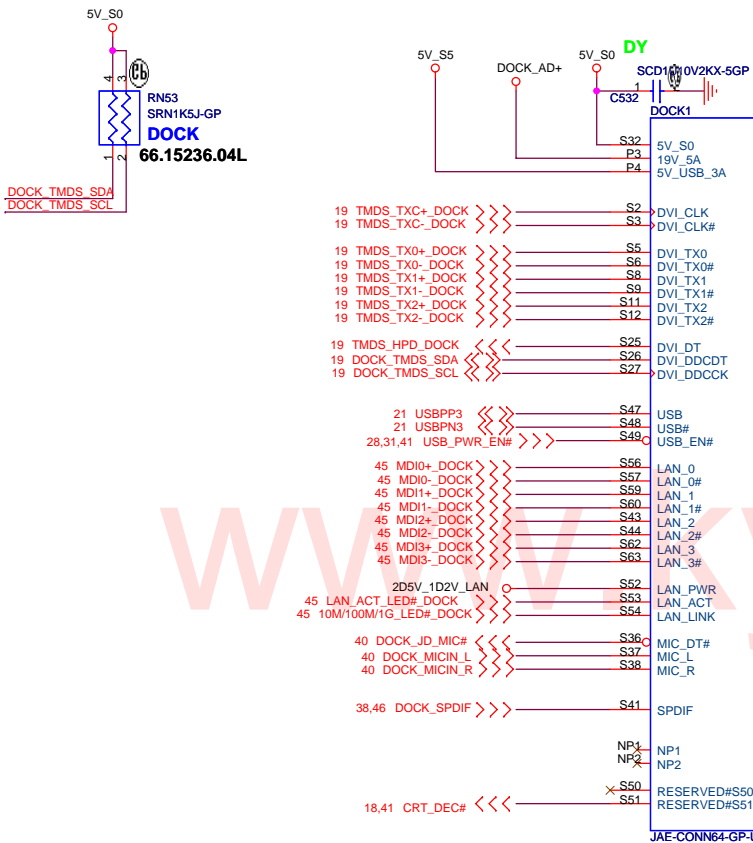 5V_S0
4 3
RN53
SRN1K5J-GP
DOCK
66.15236.04L
1 2
DOCK_TMDS_SDA
DOCK_TMDS_SCL
5V_S5
DOCK_AD+
5V_S0
DY
C532
1
DOCK1
S32 5V_S0
P3 19V_5A
P4 5V_USB_3A
19 TMDS_TXC+_DOCK S2 DVI_CLK
19 TMDS_TXC-_DOCK S3 DVI_CLK#
19 TMDS_TX0+_DOCK S5 DVI_TX0
19 TMDS_TX0-_DOCK S6 DVI_TX0#
19 TMDS_TX1+_DOCK S8 DVI_TX1
19 TMDS_TX1-_DOCK S9 DVI_TX1#
19 TMDS_TX2+_DOCK S11 DVI_TX2
19 TMDS_TX2-_DOCK S12 DVI_TX2#
19 TMDS_HPD_DOCK S25 DVI_DT
19 DOCK_TMDS_SDA S26 DVI_DDCDT
19 DOCK_TMDS_SCL S27 DVI_DDCCK
21 USBPP3 S47 USB
21 USBPN3 S48 USB#
28,31,41 USB_PWR_EN# S49 USB_EN#
45 MDI0+_DOCK S56 LAN_0
45 MDI0-_DOCK S57 LAN_0#
45 MDI1+_DOCK S59 LAN_1
45 MDI1-_DOCK S60 LAN_1#
45 MDI2+_DOCK S43 LAN_2
45 MDI2-_DOCK S44 LAN_2#
45 MDI3+_DOCK S62 LAN_3
45 MDI3-_DOCK S63 LAN_3#
2D5V_1D2V_LAN S52 LAN_PWR
45 LAN_ACT_LED#_DOCK S53 LAN_ACT
45 10M/100M/1G_LED#_DOCK S54 LAN_LINK
40 DOCK_JD_MIC# S36 MIC_DT#
40 DOCK_MICIN_L S37 MIC_L
40 DOCK_MICIN_R S38 MIC_R
38,46 DOCK_SPDIF S41 SPDIF
NP1 NP1
NP2 NP2
S50 RESERVED#S50
18,41 CRT_DEC# S51 RESERVED#S51
JAE-CONN64-GP-U
www.k